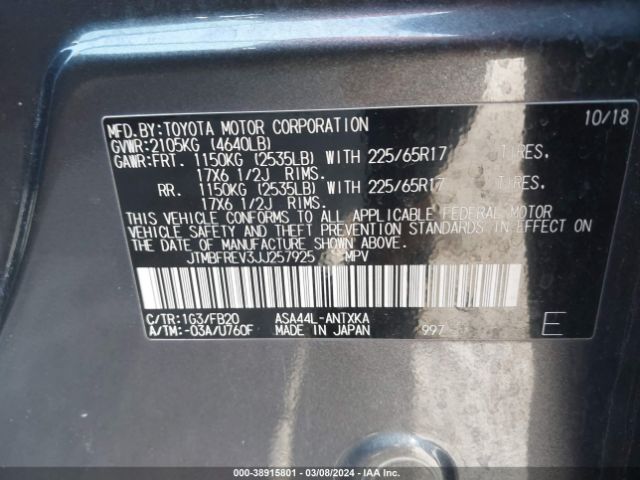 MFD.BY:TOYOTA MOTOR CORPORATION 10/18
GVWR:2105KG (4640LB)
GAWR:FRT. 1150KG (2535LB) WITH 225/65R17 TIRES,
17X6 1/2J RIMS.
RR. 1150KG (2535LB) WITH 225/65R17 TIRES,
17X6 1/2J RIMS.
THIS VEHICLE CONFORMS TO ALL APPLICABLE FEDERAL MOTOR
VEHICLE SAFETY AND THEFT PREVENTION STANDARDS IN EFFECT ON
THE DATE OF MANUFACTURE SHOWN ABOVE.
JTMBFREV3JJ257925 MPV
C/TR:1G3/FB20 ASA44L-ANTXKA
A/TM:-03A/U760F MADE IN JAPAN 997 E
000-38915801 - 03/08/2024 - IAA Inc.